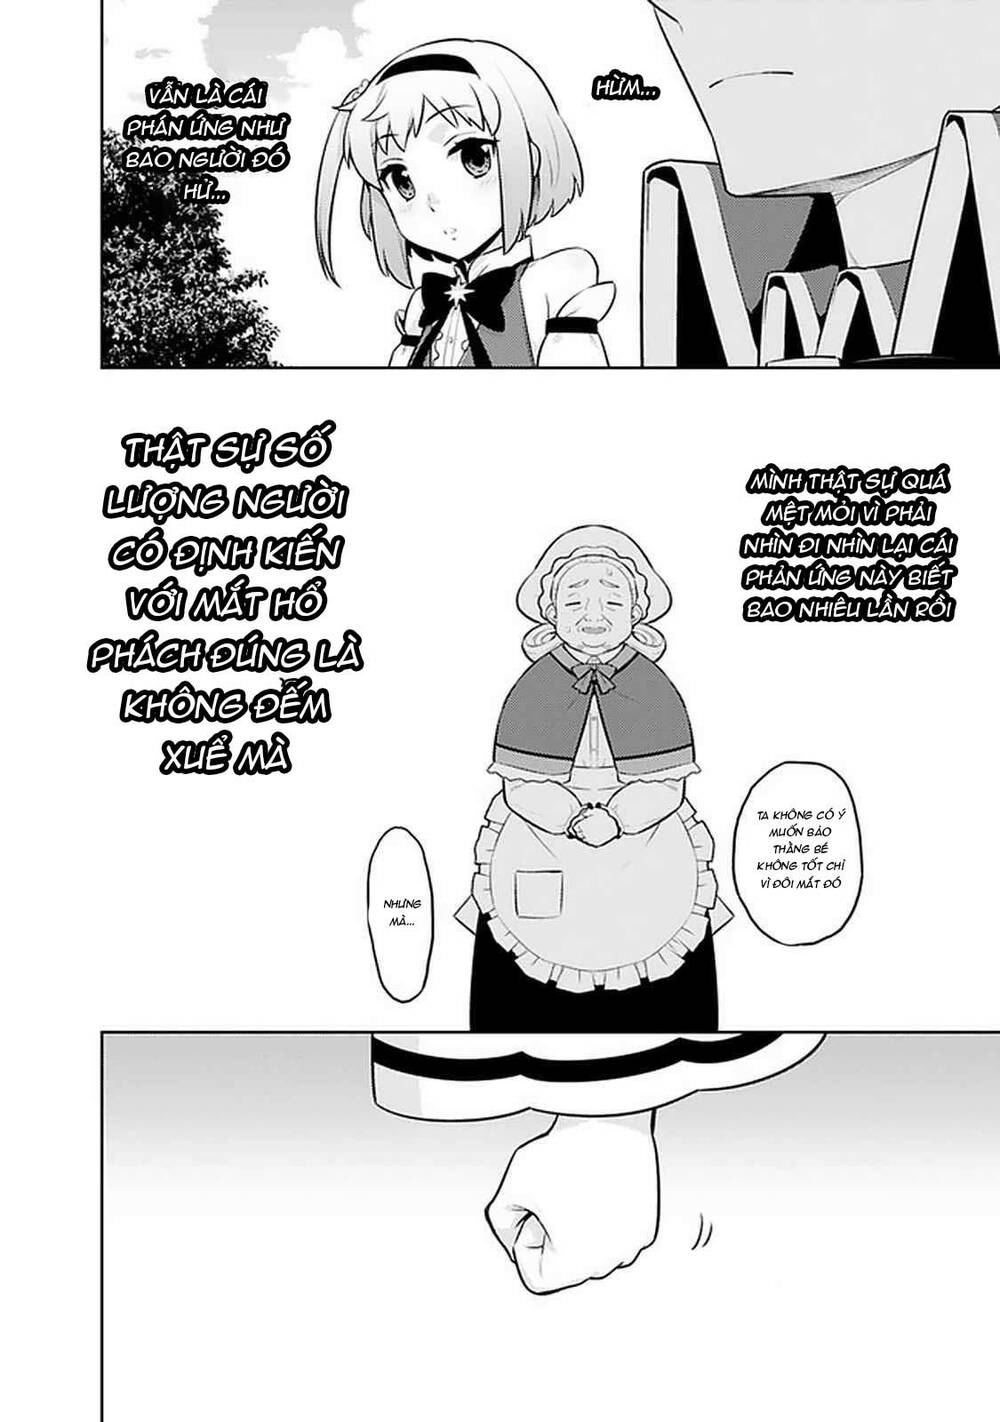 HỪM...
VẪN LÀ CÁI
PHÁN ỨNG NHƯ
BAO NGƯỜI ĐÓ
HỪ...
MÌNH THẬT SỰ QUÁ
MỆT MỎI VÌ PHẢI
NHÌN ĐI NHÌN LẠI CÁI
PHẢN ỨNG NÀY BIẾT
BAO NHIÊU LẦN RỒI
THẬT SỰ SỐ
LƯỢNG NGƯỜI
CÓ ĐỊNH KIẾN
VỚI MẮT HỔ
PHÁCH ĐÚNG LÀ
KHÔNG ĐẾM
XUỂ MÀ
TA KHÔNG CÓ Ý
MUỐN BẢO
THẰNG BÉ
KHÔNG TỐT CHỈ
VÌ ĐÔI MẮT ĐÓ
NHƯNG
MÀ...